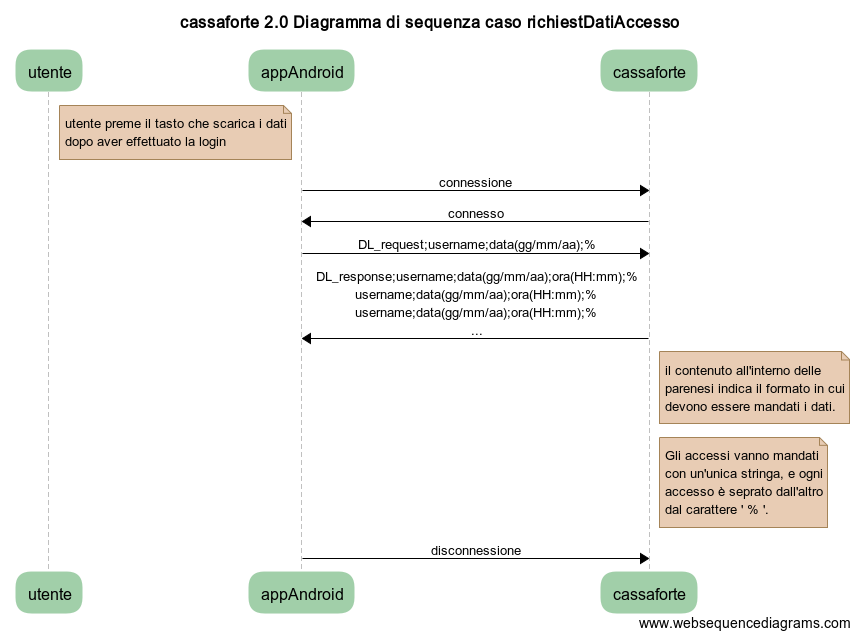 cassaforte 2.0 Diagramma di sequenza caso richiestDatiAccesso
utente
appAndroid
cassaforte
utente preme il tasto che scarica i dati
dopo aver effettuato la login
connessione
connesso
DL_request;username;data(gg/mm/aa);%
DL_response;username;data(gg/mm/aa);ora(HH:mm);%
username;data(gg/mm/aa);ora(HH:mm);%
username;data(gg/mm/aa);ora(HH:mm);%
...
il contenuto all'interno delle
parenesi indica il formato in cui
devono essere mandati i dati.
Gli accessi vanno mandati
con un'unica stringa, e ogni
accesso è seprato dall'altro
dal carattere ' % '.
disconnessione
utente
appAndroid
cassaforte
www.websequencediagrams.com